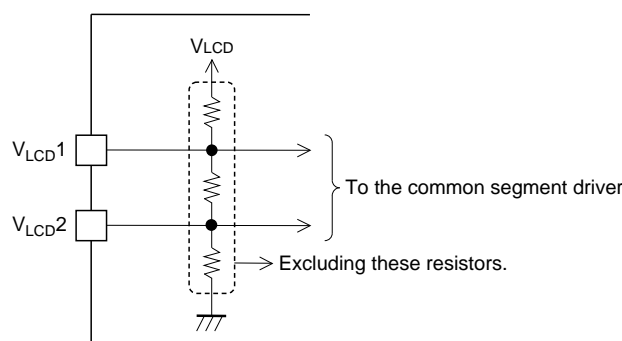 VLCD
VLCD1
To the common segment driver
VLCD2
Excluding these resistors.